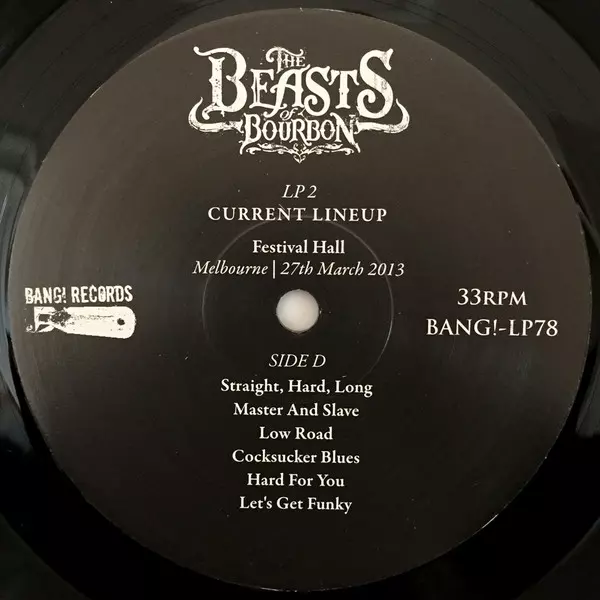 THE
BEASTS
of
BOURBON
LP 2
CURRENT LINEUP
Festival Hall
Melbourne | 27th March 2013
BANG! RECORDS
33RPM
BANG!-LP78
SIDE D
Straight, Hard, Long
Master And Slave
Low Road
Cocksucker Blues
Hard For You
Let's Get Funky